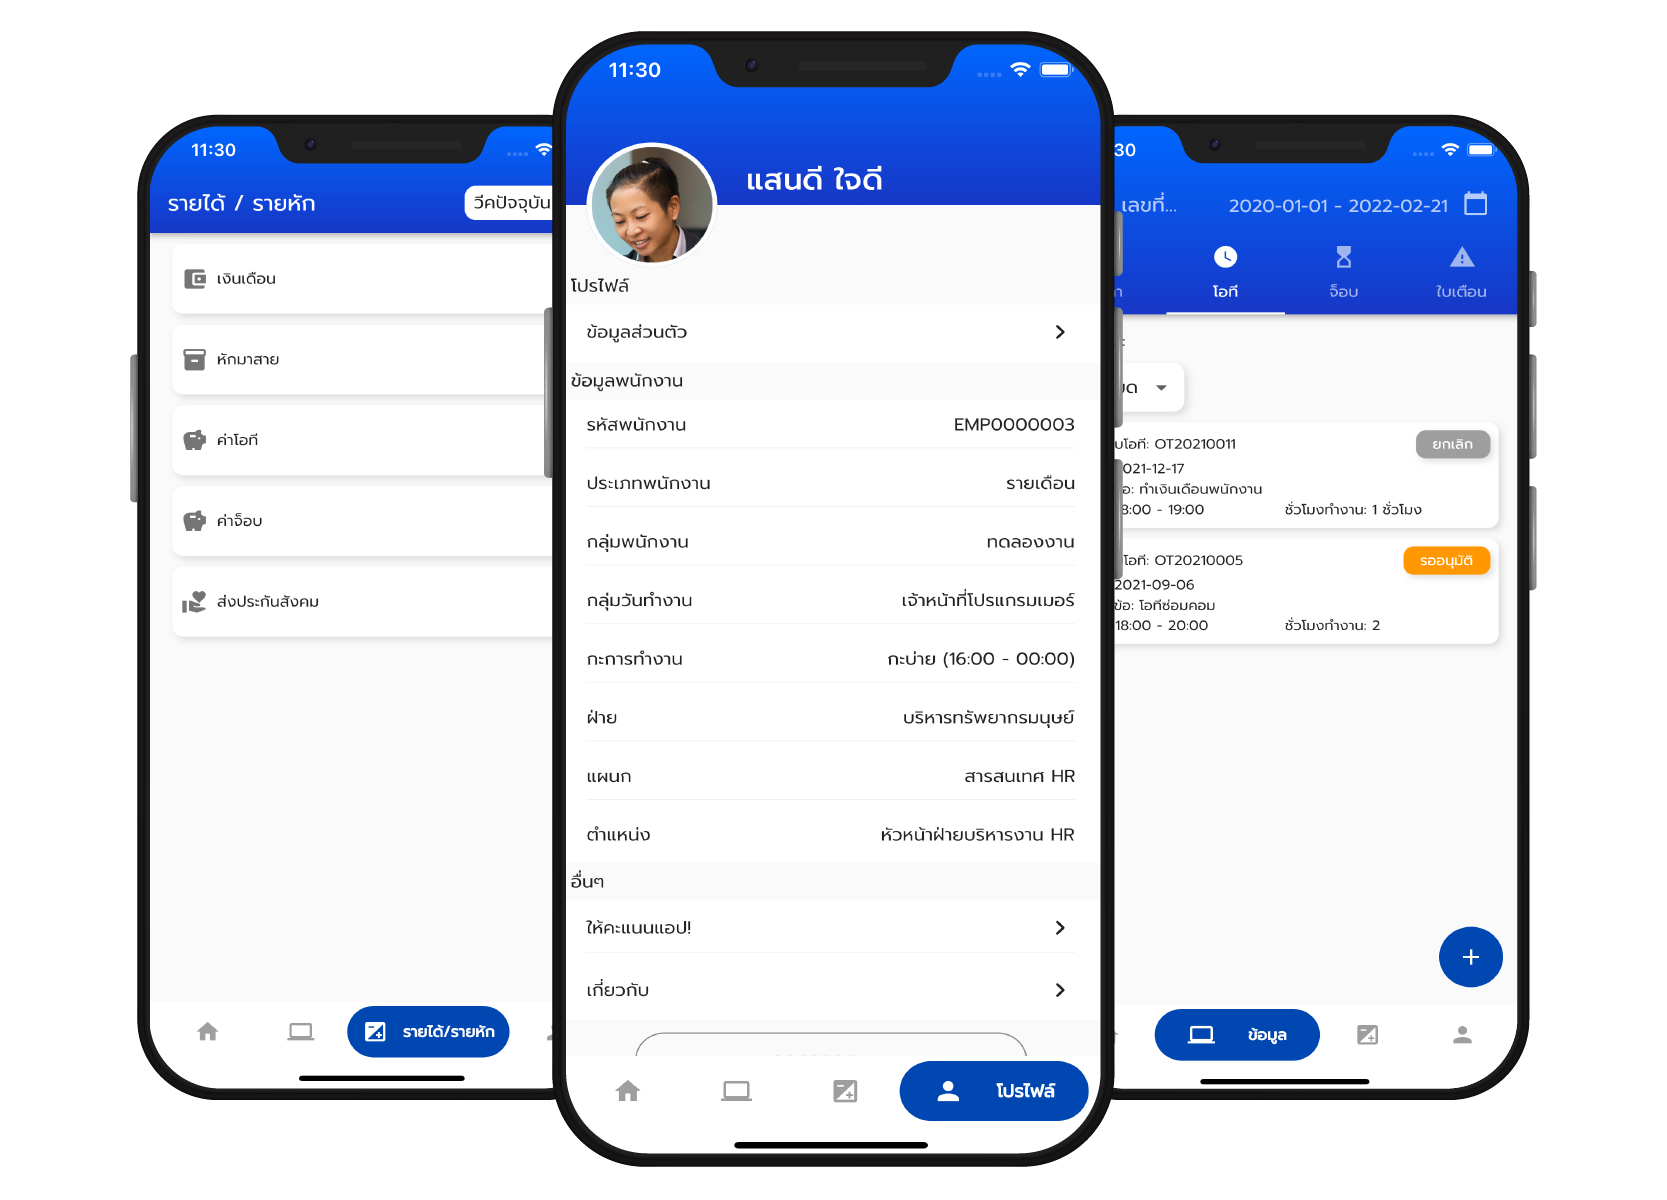 11:30
รายได้ / รายหัก
วีคปัจจุบัน
เงินเดือน
หักมาสาย
ค่าโอที
ค่าจ็อบ
ส่งประกันสังคม
รายได้/รายหัก
11:30
แสนดี ใจดี
โปรไฟล์
ข้อมูลส่วนตัว
ข้อมูลพนักงาน
รหัสพนักงาน EMP0000003
ประเภทพนักงาน รายเดือน
กลุ่มพนักงาน ทดลองงาน
กลุ่มวันทำงาน เจ้าหน้าที่โปรแกรมเมอร์
กะการทำงาน กะบ่าย (16:00 - 00:00)
ฝ่าย บริหารทรัพยากรมนุษย์
แผนก สารสนเทศ HR
ตำแหน่ง หัวหน้าฝ่ายบริหารงาน HR
อื่นๆ
ให้คะแนนแอป!
เกี่ยวกับ
โปรไฟล์
30
เลขที่... 2020-01-01 - 2022-02-21
โอที จ็อบ ใบเตือน
บโอที: OT20210011 ยกเลิก
021-12-17
อ: ทำเงินเดือนพนักงาน
8:00 - 19:00 ชั่วโมงทำงาน: 1 ชั่วโมง
โอที: OT20210005 รออนุมัติ
2021-09-06
ข้อ: โอทีซ่อมคอม
18:00 - 20:00 ชั่วโมงทำงาน: 2
ข้อมูล